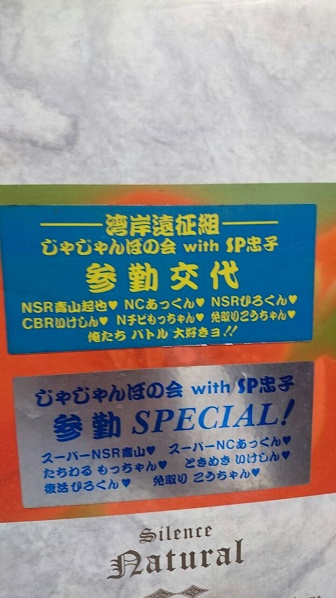 湾岸遠征組
じゃじゃんぼの会 with SP忠子
参勤交代
NSR青山起也♥ NCあっくん♥ NSRぴろくん♥
CBRいけしん♥ Nチビもっちゃん♥ 免取りこうちゃん♥
俺たち バトル 大好きョ!!
じゃじゃんぼの会 with SP忠子
参勤 SPECIAL!
スーパーNSR青山♥ スーパーNCあっくん♥
たちわる もっちゃん♥ ときめき いけしん♥
復活ぴろくん♥ 免取り こうちゃん♥
Silence
Natural